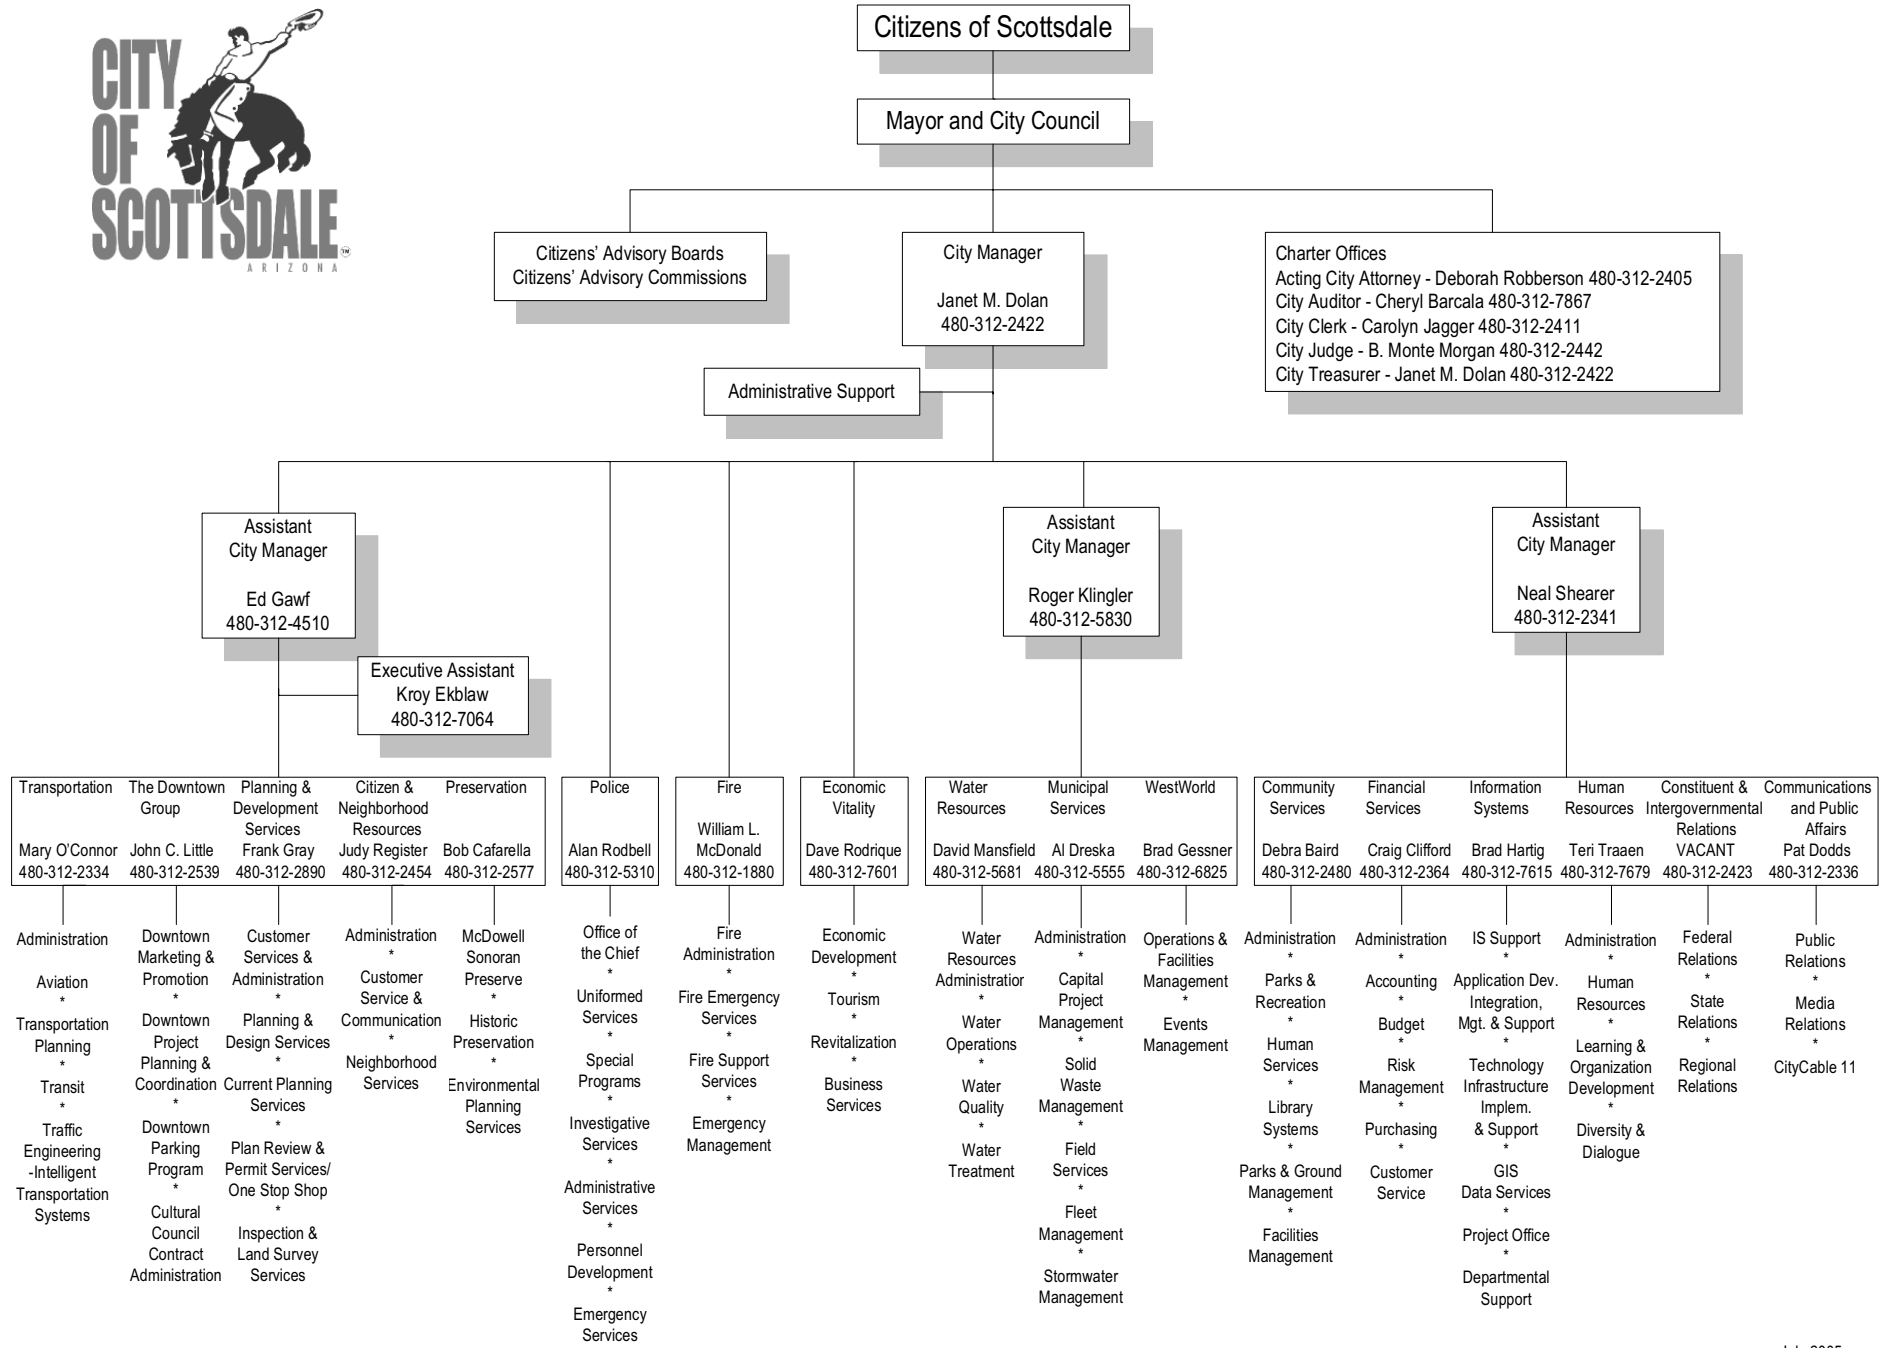 CITY
OF
SCOTTSDALE
TM
ARIZONA
Citizens of Scottsdale
Mayor and City Council
Citizens' Advisory Boards
Citizens' Advisory Commissions
City Manager
Janet M. Dolan
480-312-2422
Charter Offices
Acting City Attorney - Deborah Robberson 480-312-2405
City Auditor - Cheryl Barcala 480-312-7867
City Clerk - Carolyn Jagger 480-312-2411
City Judge - B. Monte Morgan 480-312-2442
City Treasurer - Janet M. Dolan 480-312-2422
Administrative Support
Assistant
City Manager
Ed Gawf
480-312-4510
Executive Assistant
Kroy Ekblaw
480-312-7064
Assistant
City Manager
Roger Klingler
480-312-5830
Assistant
City Manager
Neal Shearer
480-312-2341
Transportation
Mary O'Connor
480-312-2334
Administration
Aviation
*
Transportation
Planning
*
Transit
*
Traffic
Engineering
-Intelligent
Transportation
Systems
The Downtown
Group
John C. Little
480-312-2539
Downtown
Marketing &
Promotion
*
Downtown
Project
Planning &
Coordination
*
Downtown
Parking
Program
*
Cultural
Council
Contract
Administration
Planning &
Development
Services
Frank Gray
480-312-2890
Customer
Services &
Administration
*
Planning &
Design Services
*
Current Planning
Services
*
Plan Review &
Permit Services/
One Stop Shop
*
Inspection &
Land Survey
Services
Citizen &
Neighborhood
Resources
Judy Register
480-312-2454
Administration
*
Customer
Service &
Communication
*
Neighborhood
Services
Preservation
Bob Cafarella
480-312-2577
McDowell
Sonoran
Preserve
*
Historic
Preservation
*
Environmental
Planning
Services
Police
Alan Rodbell
480-312-5310
Office of
the Chief
*
Uniformed
Services
*
Special
Programs
*
Investigative
Services
*
Administrative
Services
*
Personnel
Development
*
Emergency
Services
Fire
William L.
McDonald
480-312-1880
Fire
Administration
*
Fire Emergency
Services
*
Fire Support
Services
*
Emergency
Management
Economic
Vitality
Dave Rodrique
480-312-7601
Economic
Development
*
Tourism
*
Revitalization
*
Business
Services
Water
Resources
David Mansfield
480-312-5681
Water
Resources
Administration
*
Water
Operations
*
Water
Quality
*
Water
Treatment
Municipal
Services
Al Dreska
480-312-5555
Administration
*
Capital
Project
Management
*
Solid
Waste
Management
*
Field
Services
*
Fleet
Management
*
Stormwater
Management
WestWorld
Brad Gessner
480-312-6825
Operations &
Facilities
Management
*
Events
Management
Community
Services
Debra Baird
480-312-2480
Administration
*
Parks &
Recreation
*
Human
Services
*
Library
Systems
*
Parks & Ground
Management
*
Facilities
Management
Financial
Services
Craig Clifford
480-312-2364
Administration
*
Accounting
*
Budget
*
Risk
Management
*
Purchasing
*
Customer
Service
Information
Systems
Brad Hartig
480-312-7615
IS Support
*
Application Dev.
Integration,
Mgt. & Support
*
Technology
Infrastructure
Implem.
& Support
*
GIS
Data Services
*
Project Office
*
Departmental
Support
Human
Resources
Teri Traaen
480-312-7679
Administration
*
Human
Resources
*
Learning &
Organization
Development
*
Diversity &
Dialogue
Constituent &
Intergovernmental
Relations
VACANT
480-312-2423
Federal
Relations
*
State
Relations
*
Regional
Relations
Communications
and Public
Affairs
Pat Dodds
480-312-2336
Public
Relations
*
Media
Relations
*
CityCable 11